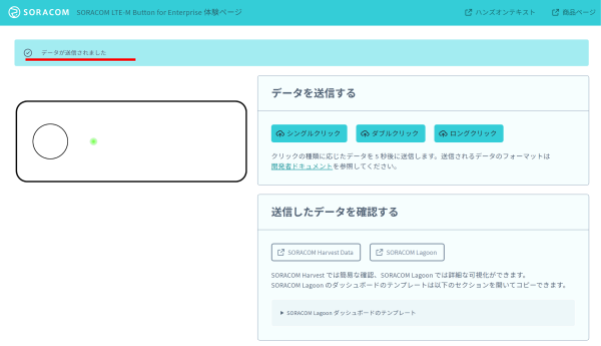 SORACOM SORACOM LTE-M Button for Enterprise 体験ページ ハンズオンテキスト 商品ページ
データが送信されました
データを送信する
シングルクリック ダブルクリック ロングクリック
クリックの種類に応じたデータを 5 秒後に送信します。送信されるデータのフォーマットは
開発者ドキュメントを参照してください。
送信したデータを確認する
SORACOM Harvest Data SORACOM Lagoon
SORACOM Harvest では簡易な確認、SORACOM Lagoon では詳細な可視化ができます。
SORACOM Lagoon のダッシュボードのテンプレートは以下のセクションを開いてコピーできます。
▶ SORACOM Lagoon ダッシュボードのテンプレート